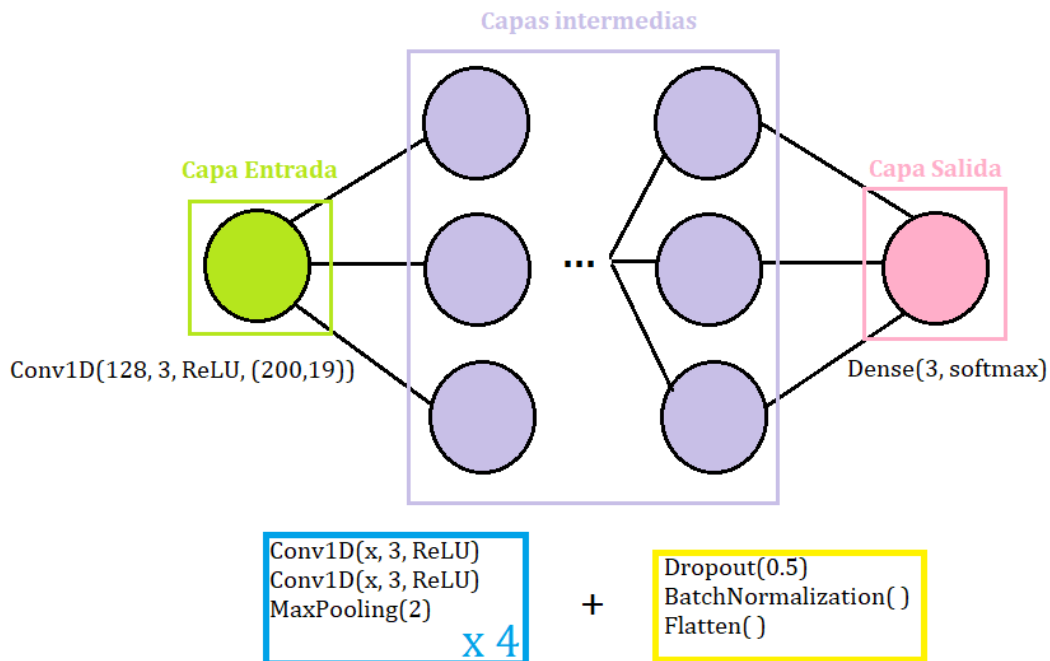 Capas intermedias
Capa Entrada
Capa Salida
...
Conv1D(128, 3, ReLU, (200,19))
Dense(3, softmax)
Conv1D(x, 3, ReLU)
Conv1D(x, 3, ReLU)
MaxPooling(2)
x 4
+
Dropout(0.5)
BatchNormalization( )
Flatten( )